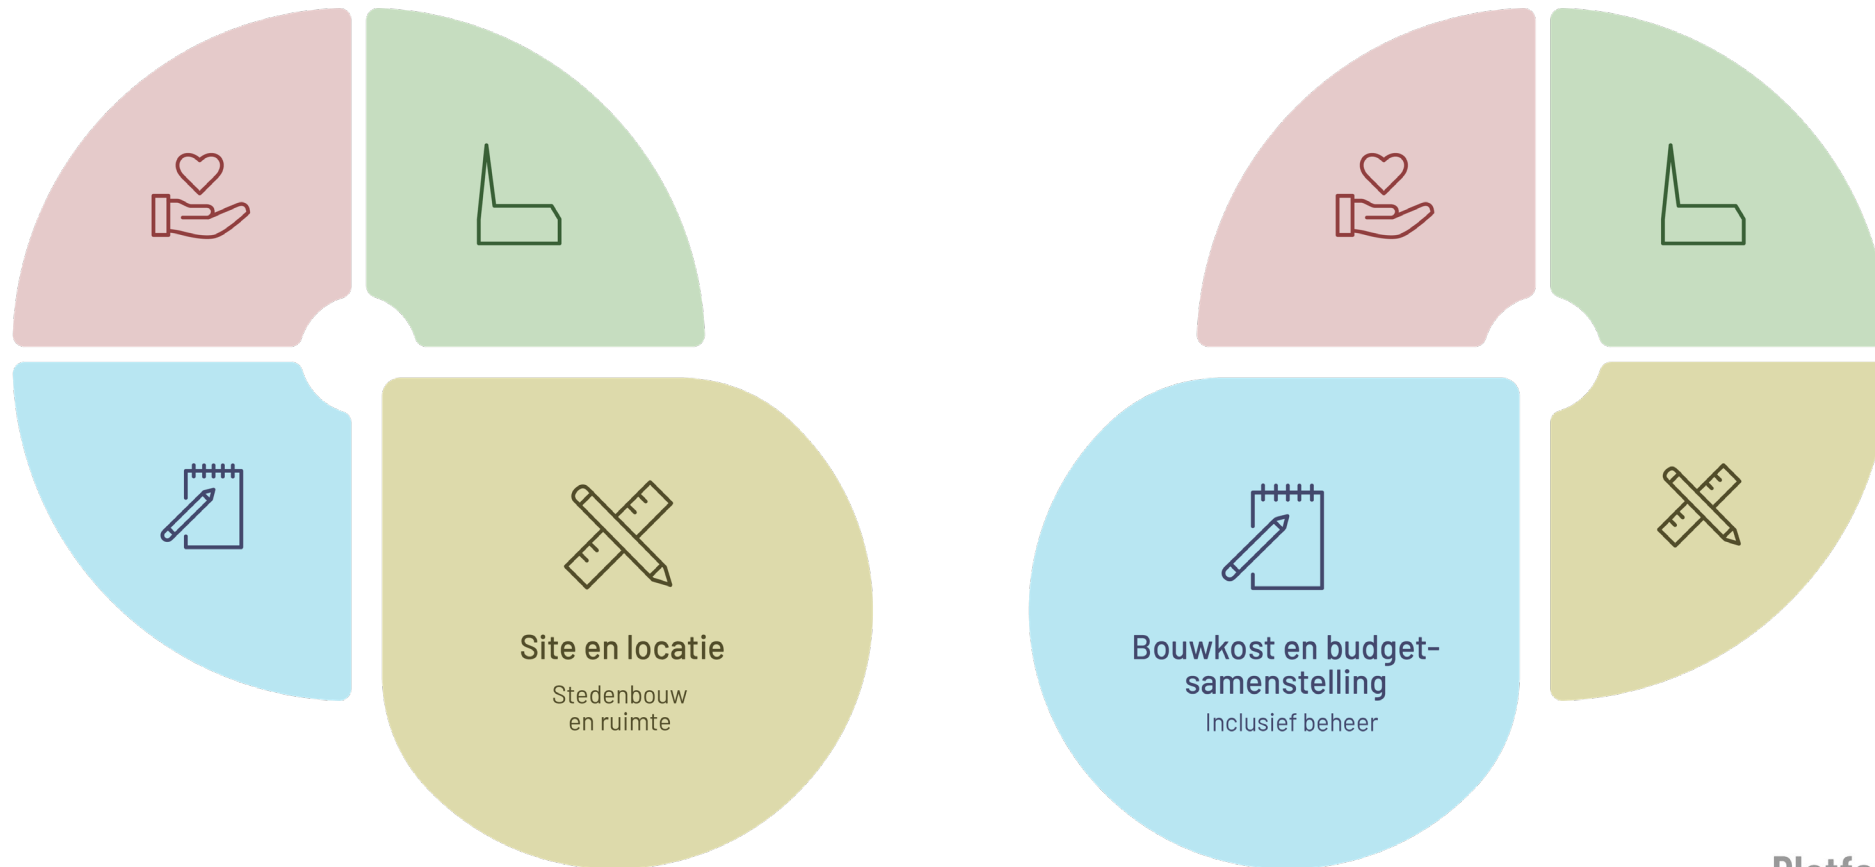 Site en locatie
Stedenbouw
en ruimte
Bouwkost en budget-
samenstelling
Inclusief beheer